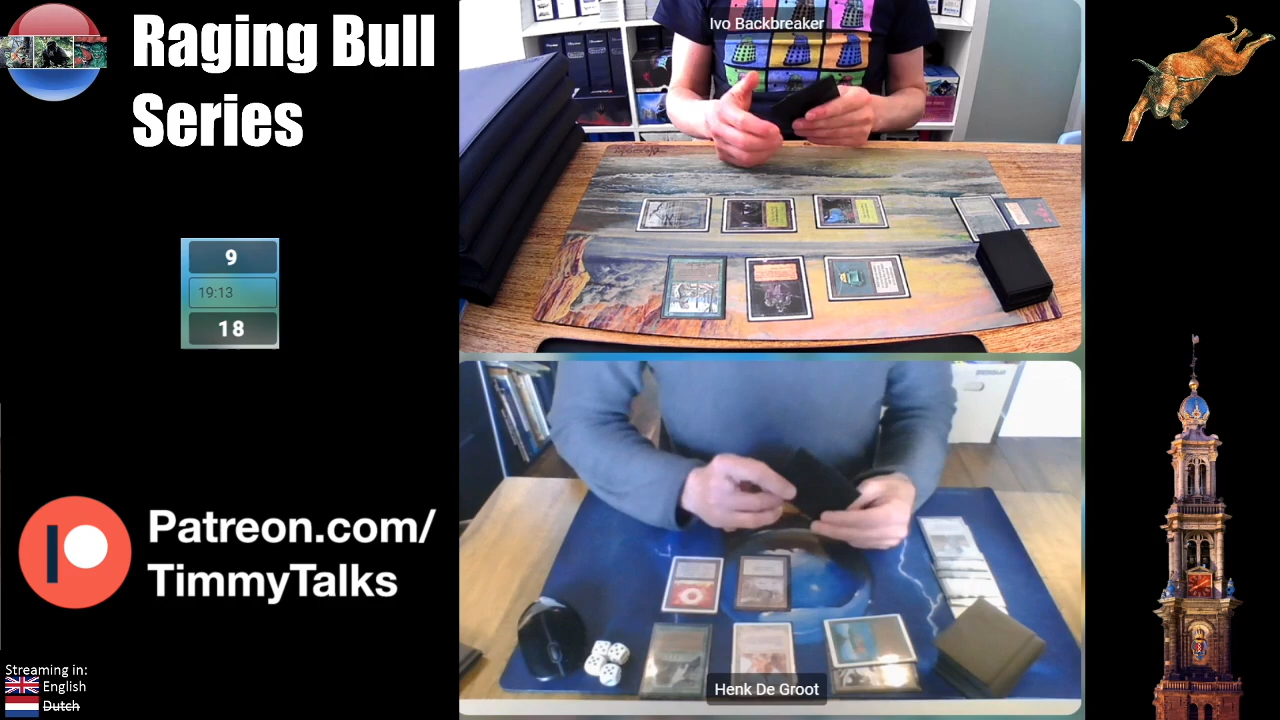 Raging Bull
Series
9
19:13
18
Patreon.com/
TimmyTalks
Streaming in:
English
Dutch
Ivo Backbreaker
Henk De Groot